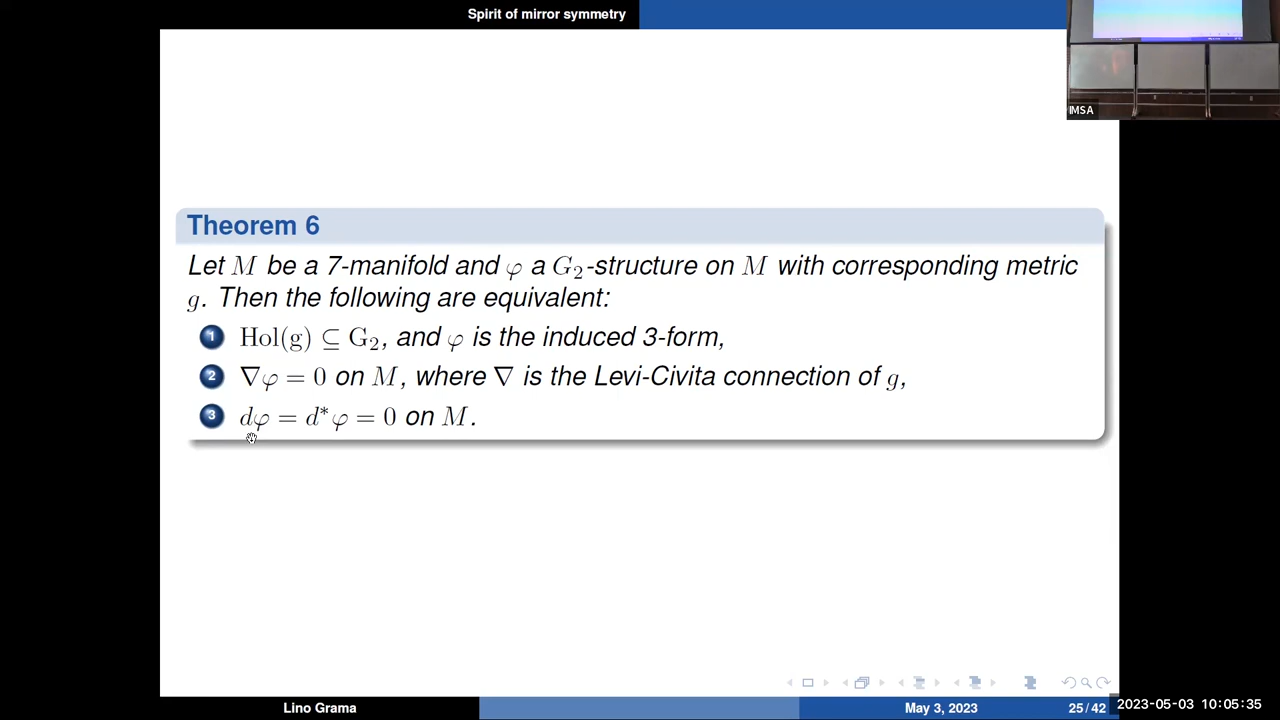 Spirit of mirror symmetry
IMSA
Theorem 6
Let M be a 7-manifold and φ a G₂-structure on M with corresponding metric
g. Then the following are equivalent:
1 Hol(g) ⊆ G₂, and φ is the induced 3-form,
2 ∇φ = 0 on M, where ∇ is the Levi-Civita connection of g,
3 dφ = d*φ = 0 on M.
Lino Grama
May 3, 2023
25 / 42
2023-05-03 10:05:35